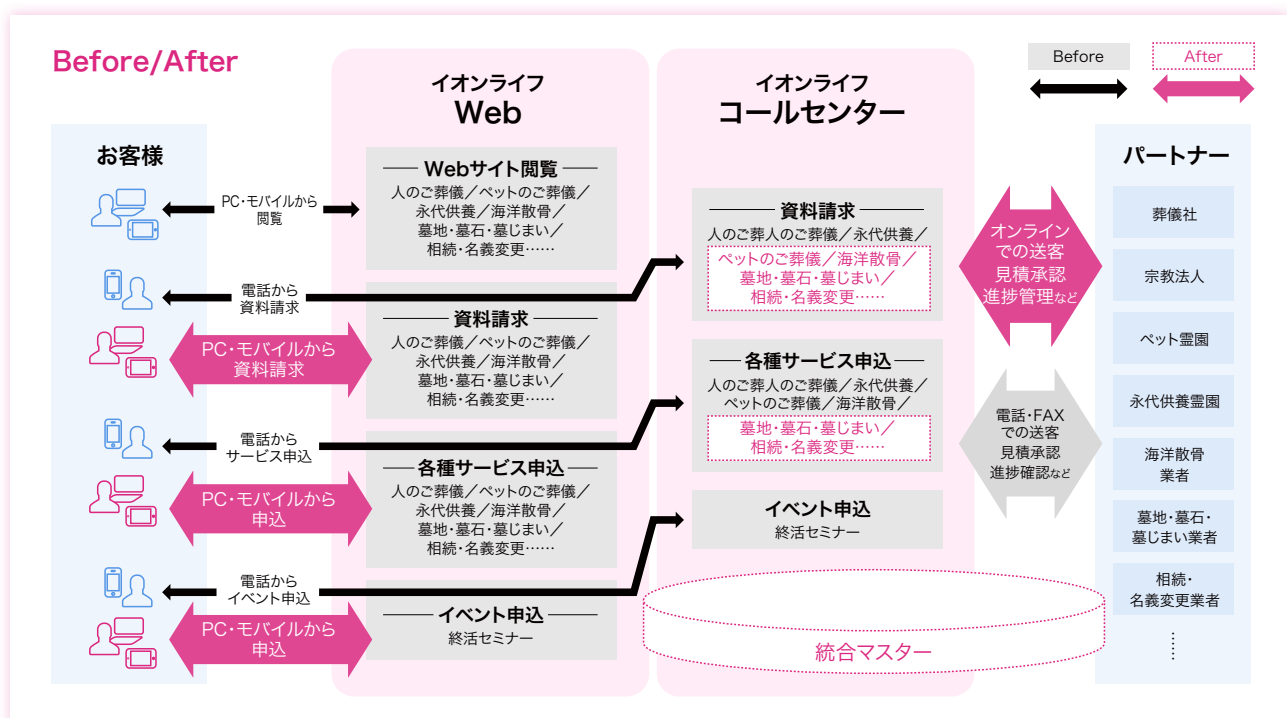 Before/After
Before
After
お客様
PC・モバイルから
閲覧
電話から
資料請求
PC・モバイルから
資料請求
電話から
サービス申込
PC・モバイルから
申込
電話から
イベント申込
PC・モバイルから
申込
イオンライフ
Web
Webサイト閲覧
人のご葬儀／ペットのご葬儀／
永代供養／海洋散骨／
墓地・墓石・墓じまい／
相続・名義変更……
資料請求
人のご葬儀／ペットのご葬儀／
永代供養／海洋散骨／
墓地・墓石・墓じまい／
相続・名義変更……
各種サービス申込
人のご葬儀／ペットのご葬儀／
永代供養／海洋散骨／
墓地・墓石・墓じまい／
相続・名義変更……
イベント申込
終活セミナー
イオンライフ
コールセンター
資料請求
人のご葬人のご葬儀／永代供養／
ペットのご葬儀／海洋散骨／
墓地・墓石・墓じまい／
相続・名義変更……
各種サービス申込
人のご葬人のご葬儀／永代供養／
ペットのご葬儀／海洋散骨／
墓地・墓石・墓じまい／
相続・名義変更……
イベント申込
終活セミナー
統合マスター
オンライン
での送客
見積承認
進捗管理など
電話・FAX
での送客
見積承認
進捗確認など
パートナー
葬儀社
宗教法人
ペット霊園
永代供養霊園
海洋散骨
業者
墓地・墓石・
墓じまい業者
相続・
名義変更業者
……